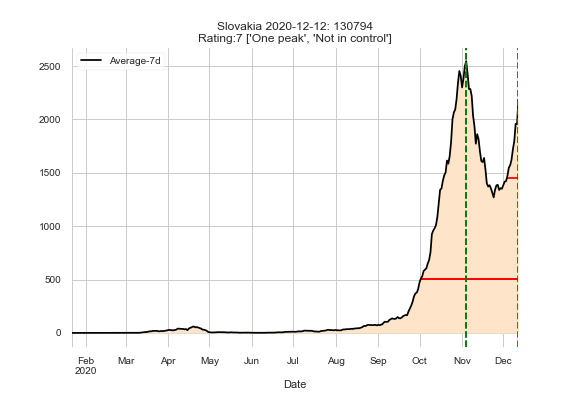 Slovakia 2020-12-12: 130794
Rating:7 ['One peak', 'Not in control']
Average-7d
2500
2000
1500
1000
500
0
Feb Mar Apr May Jun Jul Aug Sep Oct Nov Dec
2020
Date